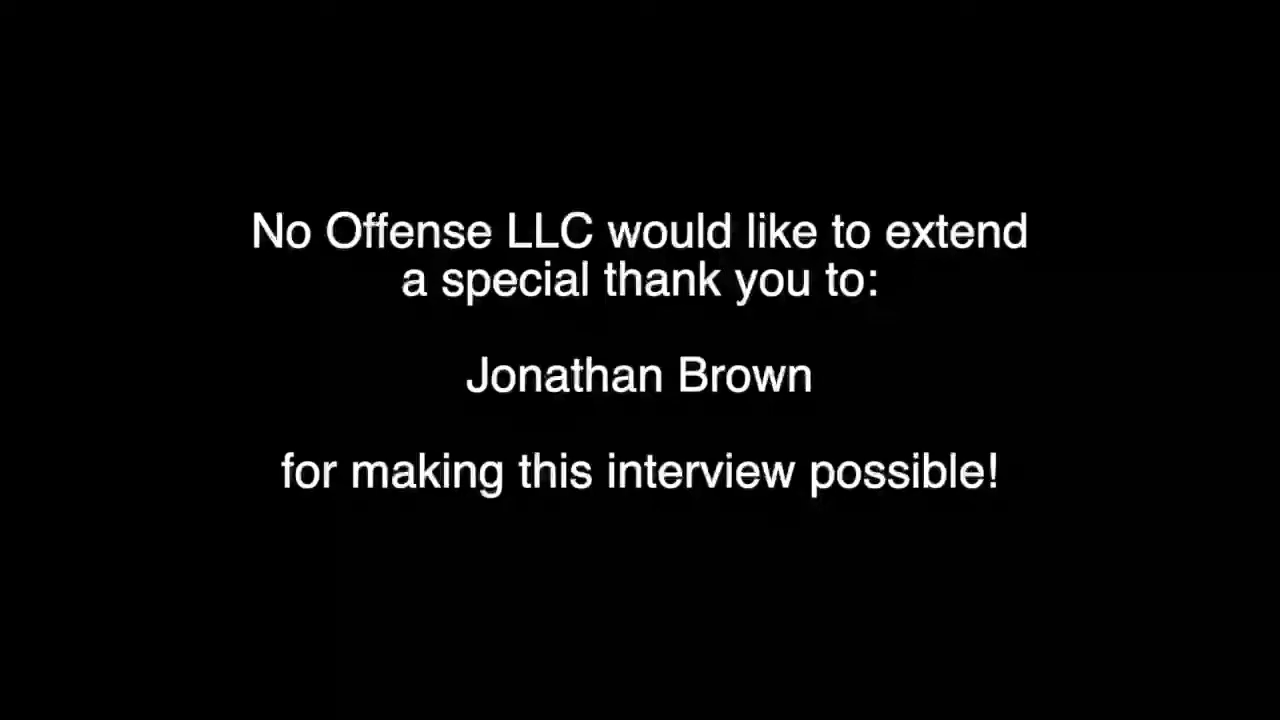 No Offense LLC would like to extend
a special thank you to:
Jonathan Brown
for making this interview possible!